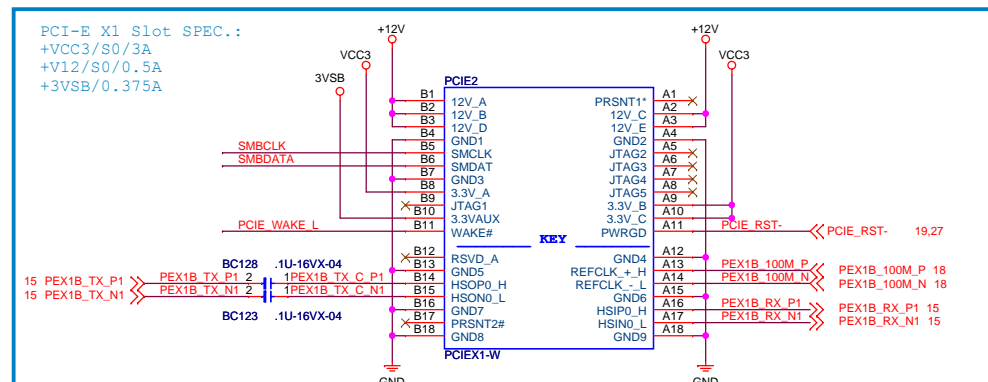 PCI-E X1 Slot SPEC.:
+VCC3/S0/3A
+V12/S0/0.5A
+3VSB/0.375A
+12V
VCC3
3VSB
+12V
VCC3
PCIE2
B1 12V_A PRSNT1* A1
B2 12V_B 12V_C A2
B3 12V_D 12V_E A3
B4 GND1 GND2 A4
SMBCLK B5 SMCLK JTAG2 A5
SMBDATA B6 SMDAT JTAG3 A6
B7 GND3 JTAG4 A7
B8 3.3V_A JTAG5 A8
B9 JTAG1 3.3V_B A9
B10 3.3VAUX 3.3V_C A10
PCIE_WAKE_L B11 WAKE# PWRGD A11 PCIE_RST- PCIE_RST- 19,27
KEY
B12 RSVD_A GND4 A12
BC128 .1U-16VX-04 B13 GND5 REFCLK_+_H A13 PEX1B_100M_P PEX1B_100M_P 18
15 PEX1B_TX_P1 PEX1B_TX_P1 2 1 PEX1B_TX_C_P1 B14 HSOP0_H REFCLK_-_L A14 PEX1B_100M_N PEX1B_100M_N 18
15 PEX1B_TX_N1 PEX1B_TX_N1 2 1 PEX1B_TX_C_N1 B15 HSON0_L GND6 A15
B16 GND7 HSIP0_H A16 PEX1B_RX_P1 PEX1B_RX_P1 15
BC123 .1U-16VX-04 B17 PRSNT2# HSIN0_L A17 PEX1B_RX_N1 PEX1B_RX_N1 15
B18 GND8 GND9 A18
PCIEX1-W
GND
GND